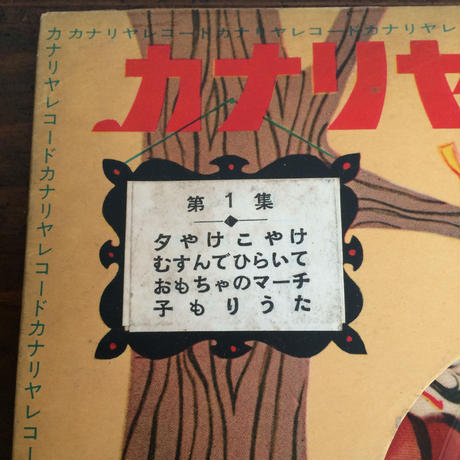 カナリヤレコードカナリヤレコードカナリヤレ
カナリヤ
カナリヤレコードカナリヤレコードカナリヤレコー
第1集
夕やけこやけ
むすんでひらいて
おもちゃのマーチ
子もりうた